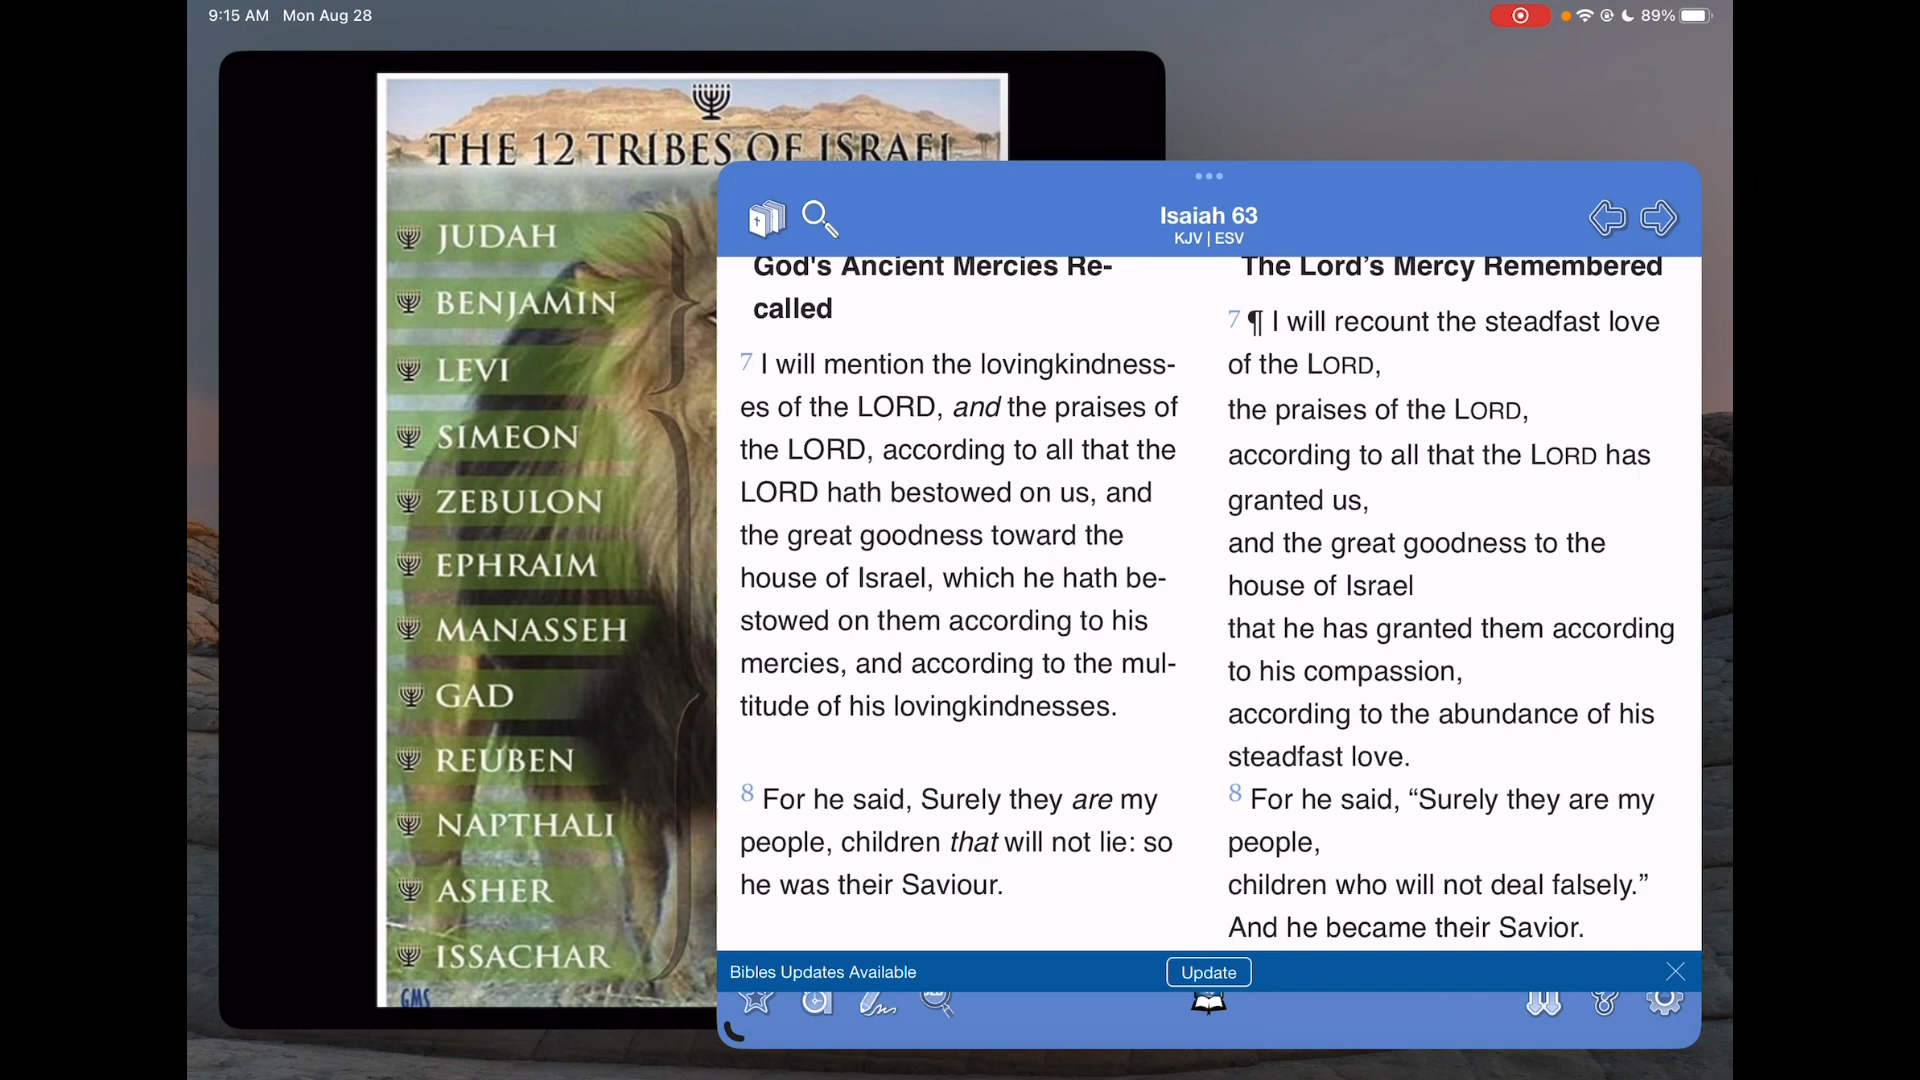 9:15 AM Mon Aug 28
89%
THE 12 TRIBES OF ISRAEL
JUDAH
BENJAMIN
LEVI
SIMEON
ZEBULON
EPHRAIM
MANASSEH
GAD
REUBEN
NAPTHALI
ASHER
ISSACHAR
GMS
Isaiah 63
KJV | ESV
God's Ancient Mercies Re-
called
7 I will mention the lovingkindness-
es of the LORD, and the praises of
the LORD, according to all that the
LORD hath bestowed on us, and
the great goodness toward the
house of Israel, which he hath be-
stowed on them according to his
mercies, and according to the mul-
titude of his lovingkindnesses.
8 For he said, Surely they are my
people, children that will not lie: so
he was their Saviour.
The Lord’s Mercy Remembered
7 ¶ I will recount the steadfast love
of the LORD,
the praises of the LORD,
according to all that the LORD has
granted us,
and the great goodness to the
house of Israel
that he has granted them according
to his compassion,
according to the abundance of his
steadfast love.
8 For he said, “Surely they are my
people,
children who will not deal falsely.”
And he became their Savior.
Bibles Updates Available
Update